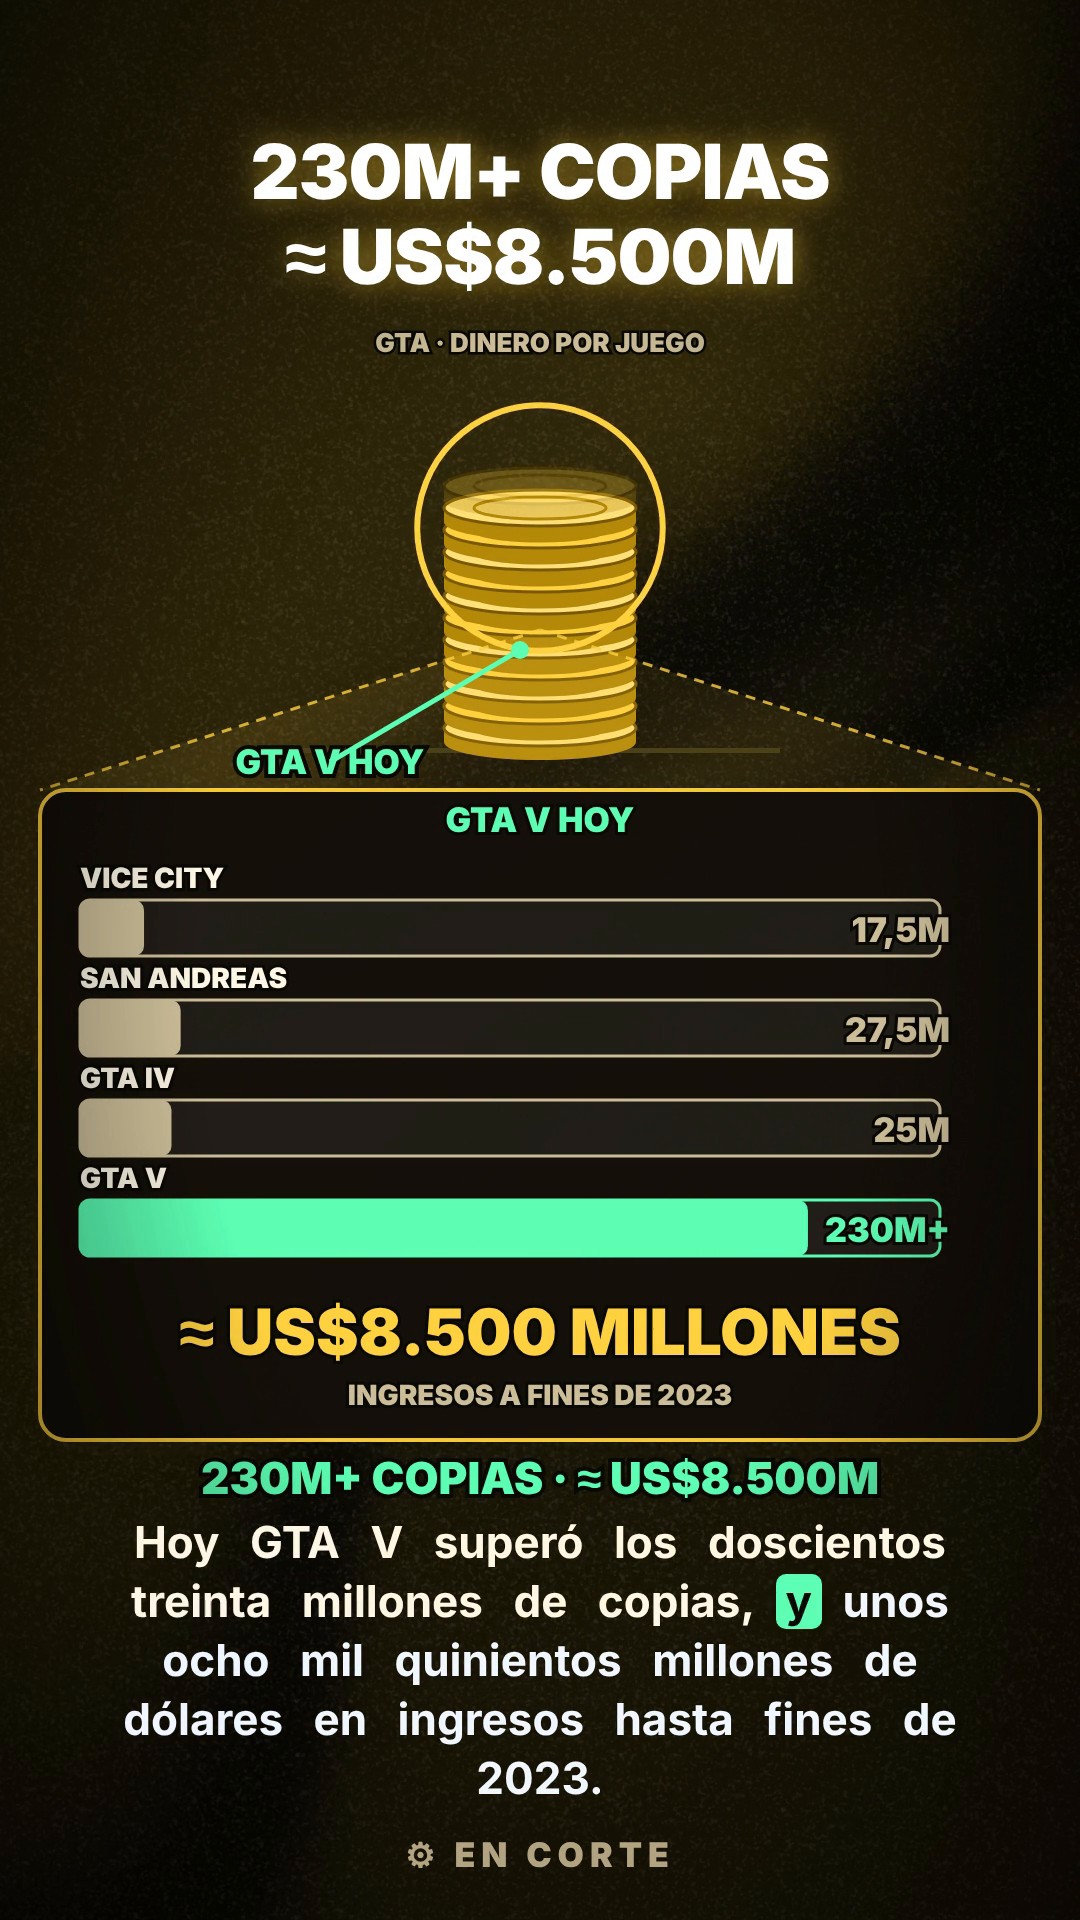 230M+ COPIAS
≈ US$8.500M
GTA · DINERO POR JUEGO
GTA V HOY
GTA V HOY
VICE CITY
17,5M
SAN ANDREAS
27,5M
GTA IV
25M
GTA V
230M+
≈ US$8.500 MILLONES
INGRESOS A FINES DE 2023
230M+ COPIAS · ≈ US$8.500M
Hoy GTA V superó los doscientos
treinta millones de copias, y unos
ocho mil quinientos millones de
dólares en ingresos hasta fines de
2023.
⚙ EN CORTE